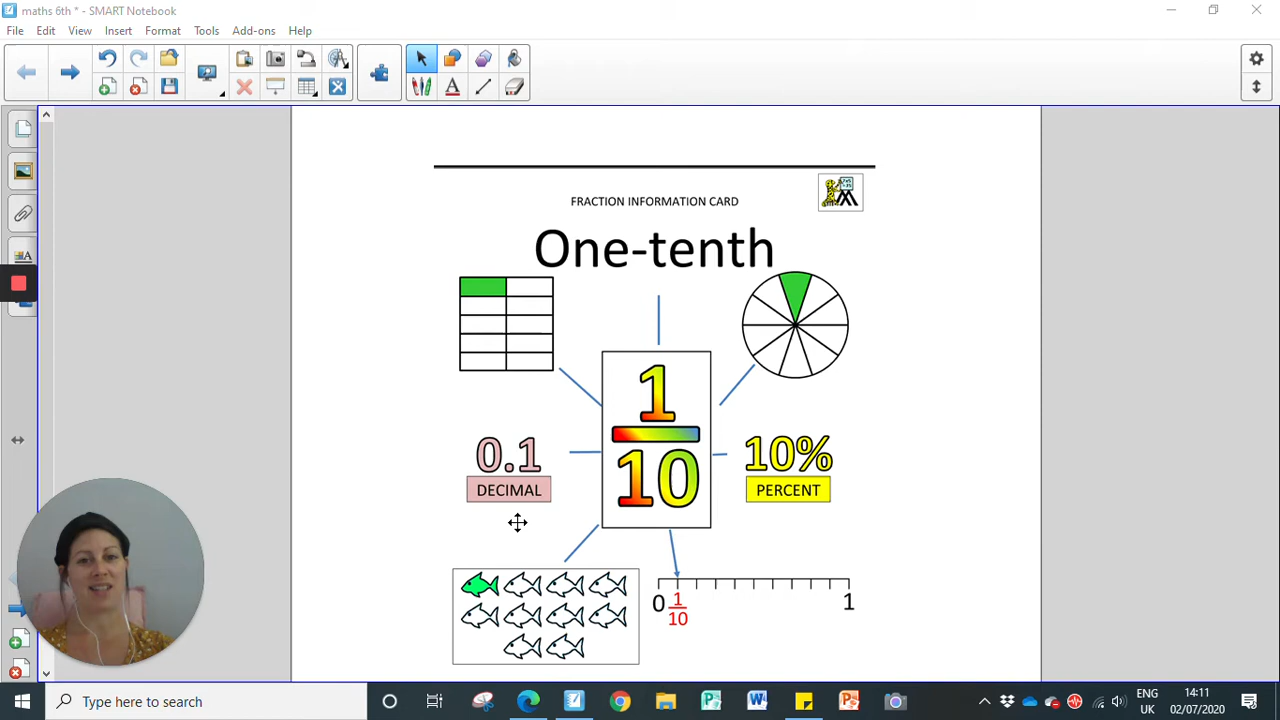 maths 6th * - SMART Notebook
File Edit View Insert Format Tools Add-ons Help
FRACTION INFORMATION CARD
One-tenth
1
10
0.1
DECIMAL
10%
PERCENT
0 1
1
10
Type here to search
ENG
UK
14:11
02/07/2020